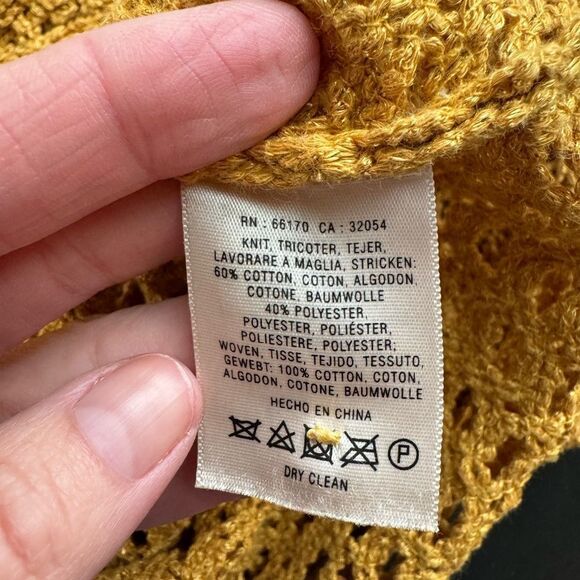 RN : 66170 CA : 32054
KNIT, TRICOTER, TEJER,
LAVORARE A MAGLIA, STRICKEN:
60% COTTON, COTON, ALGODON,
COTONE, BAUMWOLLE
40% POLYESTER,
POLYESTER, POLIÉSTER,
POLIESTERE, POLYESTER;
WOVEN, TISSE, TEJIDO, TESSUTO,
GEWEBT: 100% COTTON, COTON,
ALGODON, COTONE, BAUMWOLLE
HECHO EN CHINA
P
DRY CLEAN